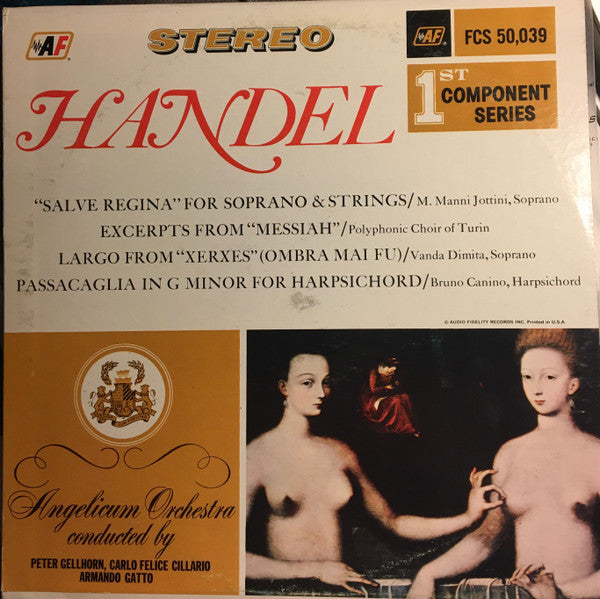 AF
STEREO
AF
FCS 50,039
1ST
COMPONENT
SERIES
HANDEL
"SALVE REGINA" FOR SOPRANO & STRINGS/M. Manni Jottini, Soprano
EXCERPTS FROM "MESSIAH"/Polyphonic Choir of Turin
LARGO FROM "XERXES" (OMBRA MAI FU)/Vanda Dimita, Soprano
PASSACAGLIA IN G MINOR FOR HARPSICHORD/Bruno Canino, Harpsichord
© AUDIO FIDELITY RECORDS INC. Printed in U.S.A
Angelicum Orchestra
conducted by
PETER GELLHORN, CARLO FELICE CILLARIO
ARMANDO GATTO